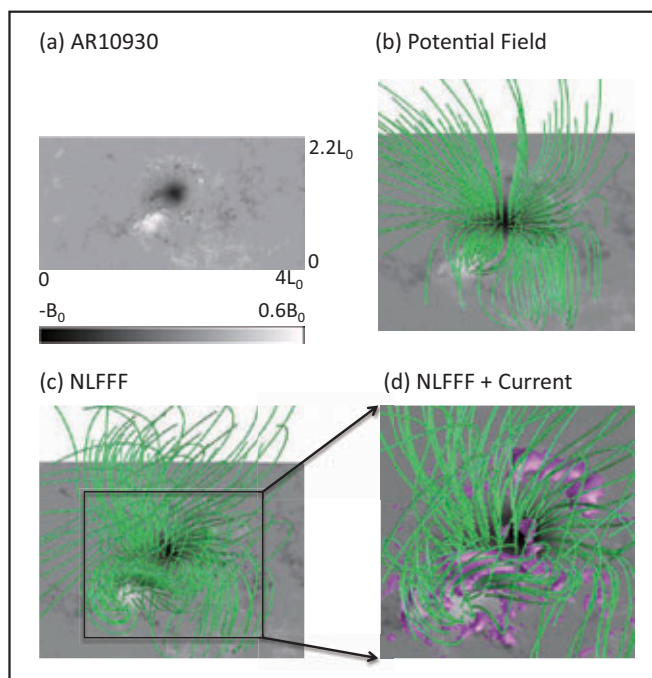 (a) AR10930
2.2L₀
0
0
4L₀
-B₀
0.6B₀
(b) Potential Field
(c) NLFFF
(d) NLFFF + Current